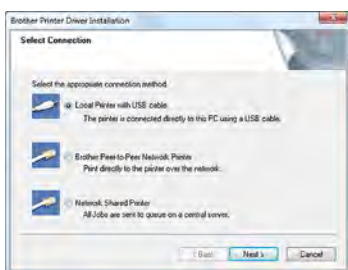 Brother Printer Driver Installation
Select Connection
Select the appropriate connection method.
Local Printer with USB cable
The printer is connected directly to this PC using a USB cable.
Brother Peer-to-Peer Network Printer
Print directly to the printer over the network.
Network Shared Printer
All Jobs are sent to queue on a central server.
< Back Next > Cancel